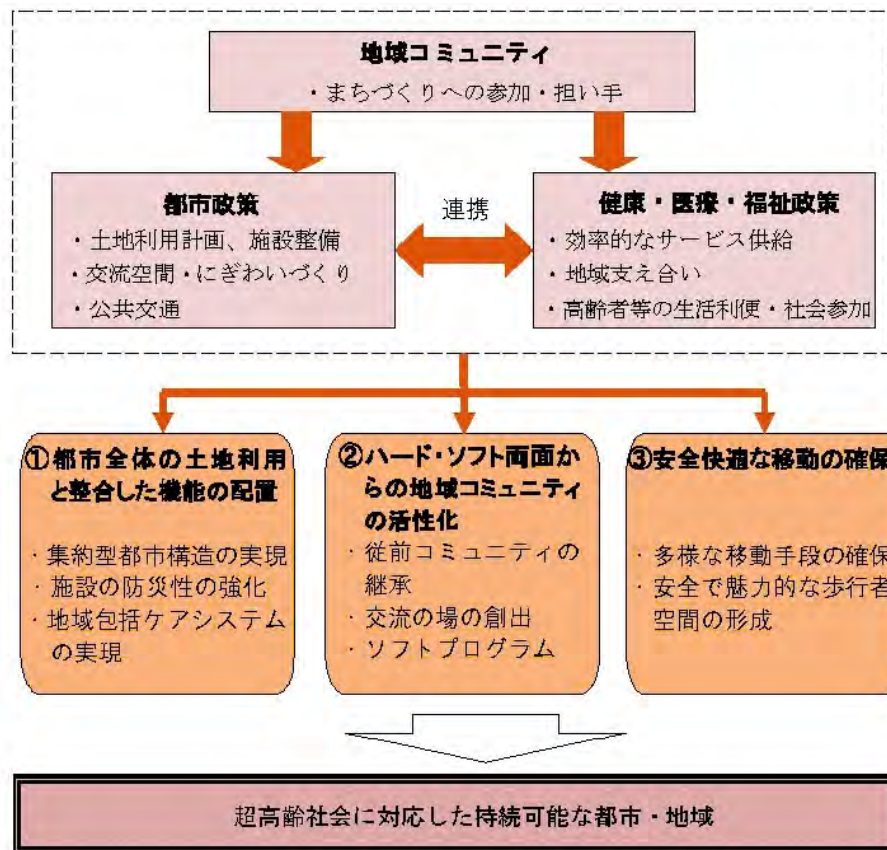 地域コミュニティ
・まちづくりへの参加・担い手
都市政策
・土地利用計画、施設整備
・交流空間・にぎわいづくり
・公共交通
連携
健康・医療・福祉政策
・効率的なサービス供給
・地域支え合い
・高齢者等の生活利便・社会参加
①都市全体の土地利用
と整合した機能の配置
・集約型都市構造の実現
・施設の防災性の強化
・地域包括ケアシステム
の実現
②ハード・ソフト両面か
らの地域コミュニティ
の活性化
・従前コミュニティの
継承
・交流の場の創出
・ソフトプログラム
③安全快適な移動の確保
・多様な移動手段の確保
・安全で魅力的な歩行者
空間の形成
超高齢社会に対応した持続可能な都市・地域